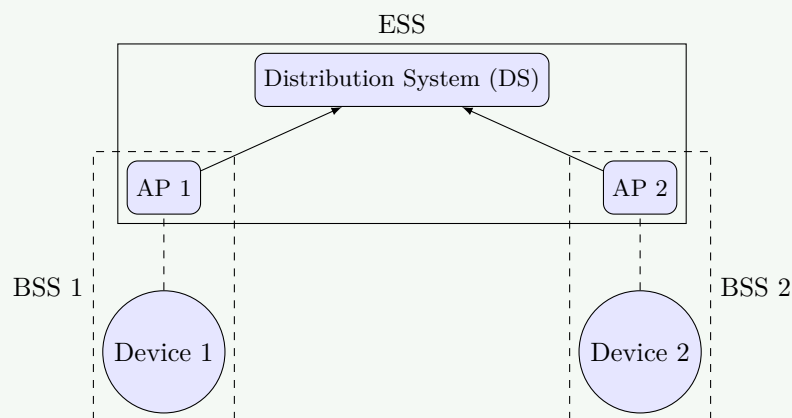 ESS
Distribution System (DS)
AP 1
AP 2
BSS 1
BSS 2
Device 1
Device 2